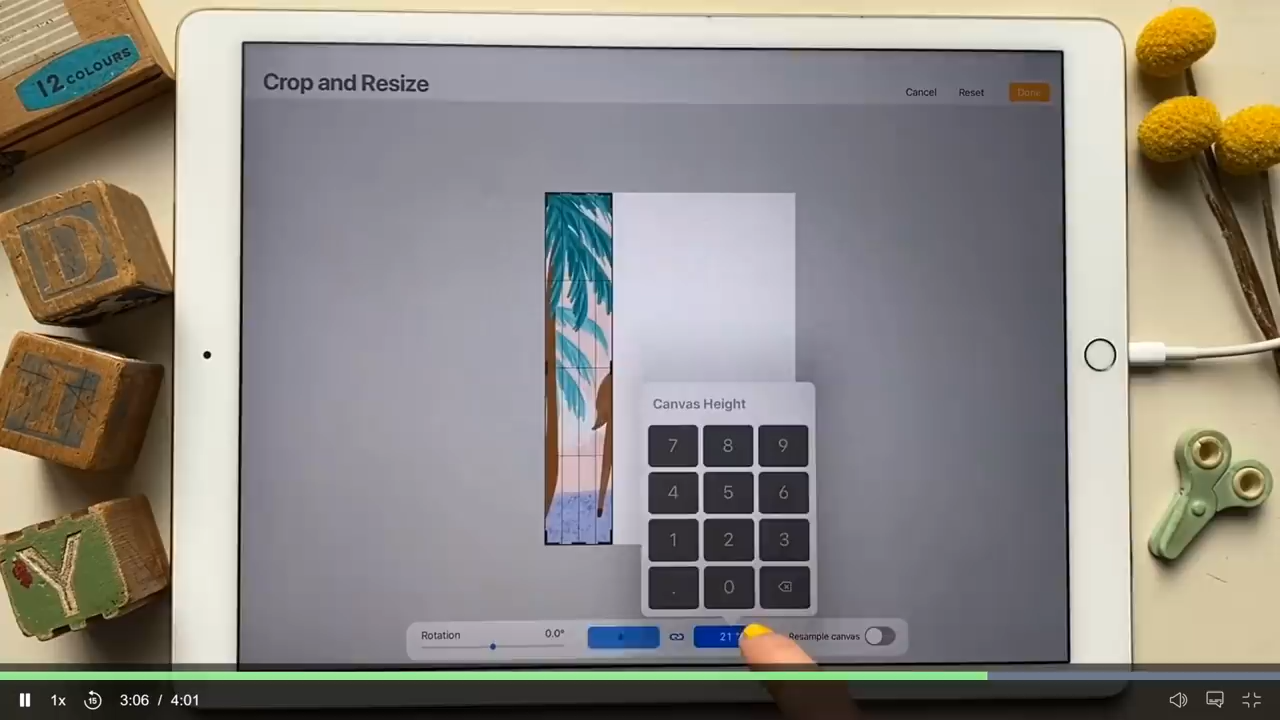 12 COLOURS
Crop and Resize
Cancel
Reset
Done
D
I
Y
Canvas Height
7 8 9
4 5 6
1 2 3
. 0
Rotation
0.0°
21
Resample canvas
1x
15
3:06 / 4:01